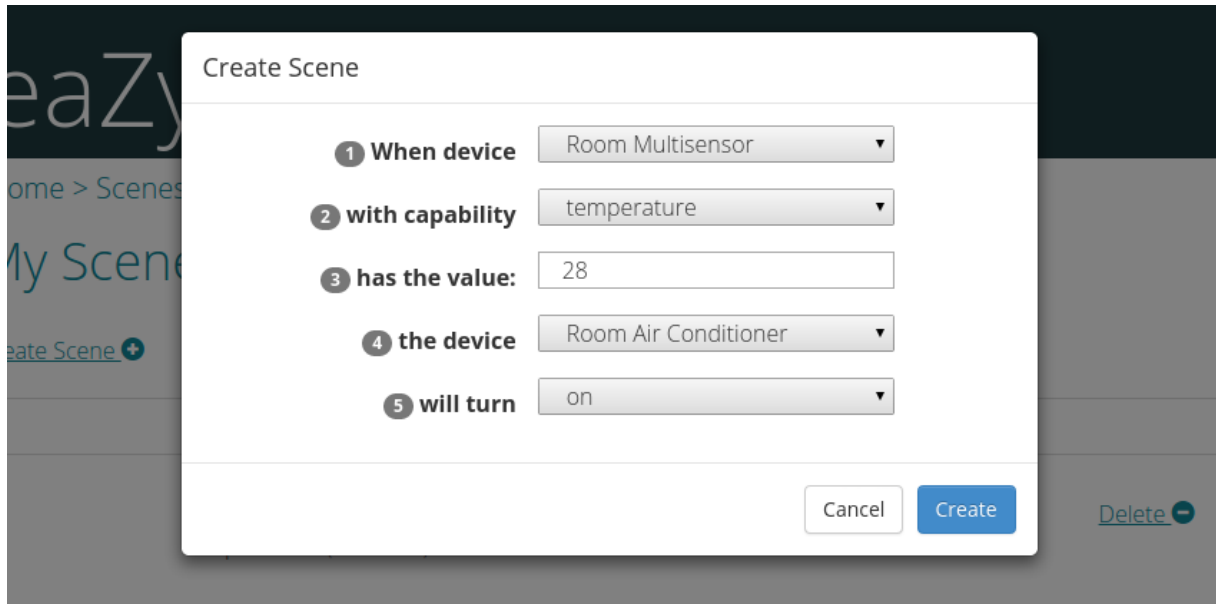 eaZy
Create Scene
ome > Scenes
My Scene
eate Scene
1 When device Room Multisensor
2 with capability temperature
3 has the value: 28
4 the device Room Air Conditioner
5 will turn on
Cancel Create
Delete